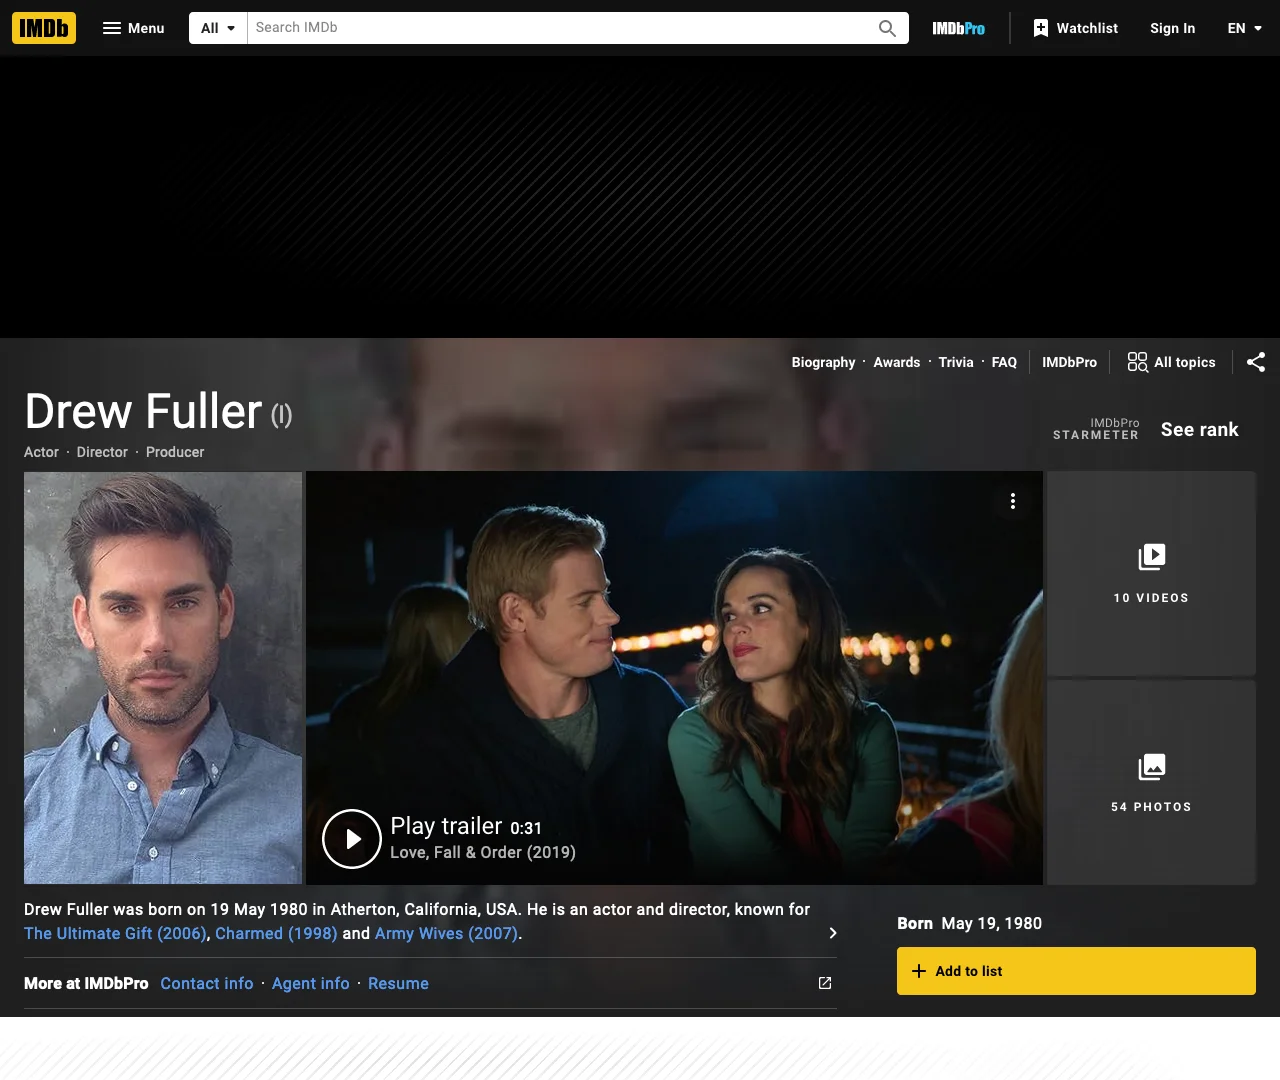 IMDb
Menu
All
Search IMDb
IMDbPro
Watchlist
Sign In
EN
Biography · Awards · Trivia · FAQ
IMDbPro
All topics
Drew Fuller (I)
Actor · Director · Producer
IMDbPro
STARMETER
See rank
10 VIDEOS
54 PHOTOS
Play trailer 0:31
Love, Fall & Order (2019)
Drew Fuller was born on 19 May 1980 in Atherton, California, USA. He is an actor and director, known for
The Ultimate Gift (2006), Charmed (1998) and Army Wives (2007).
More at IMDbPro Contact info · Agent info · Resume
Born May 19, 1980
Add to list